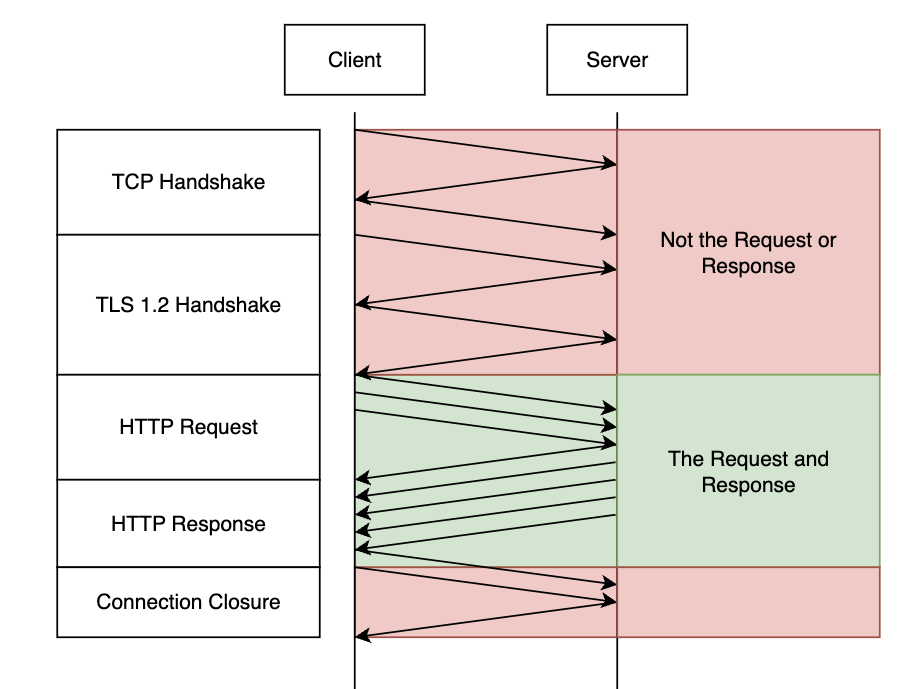 Client
Server
TCP Handshake
Not the Request or
Response
TLS 1.2 Handshake
HTTP Request
The Request and
Response
HTTP Response
Connection Closure